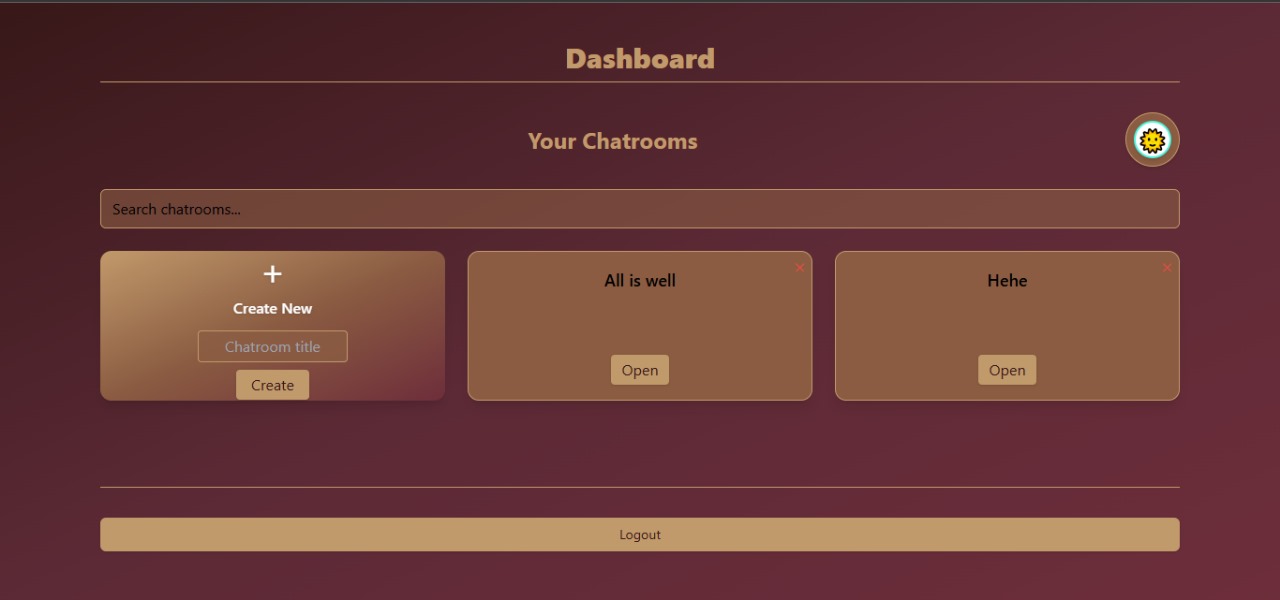 Dashboard
Your Chatrooms
Search chatrooms...
+
Create New
Chatroom title
Create
×
All is well
Open
×
Hehe
Open
Logout